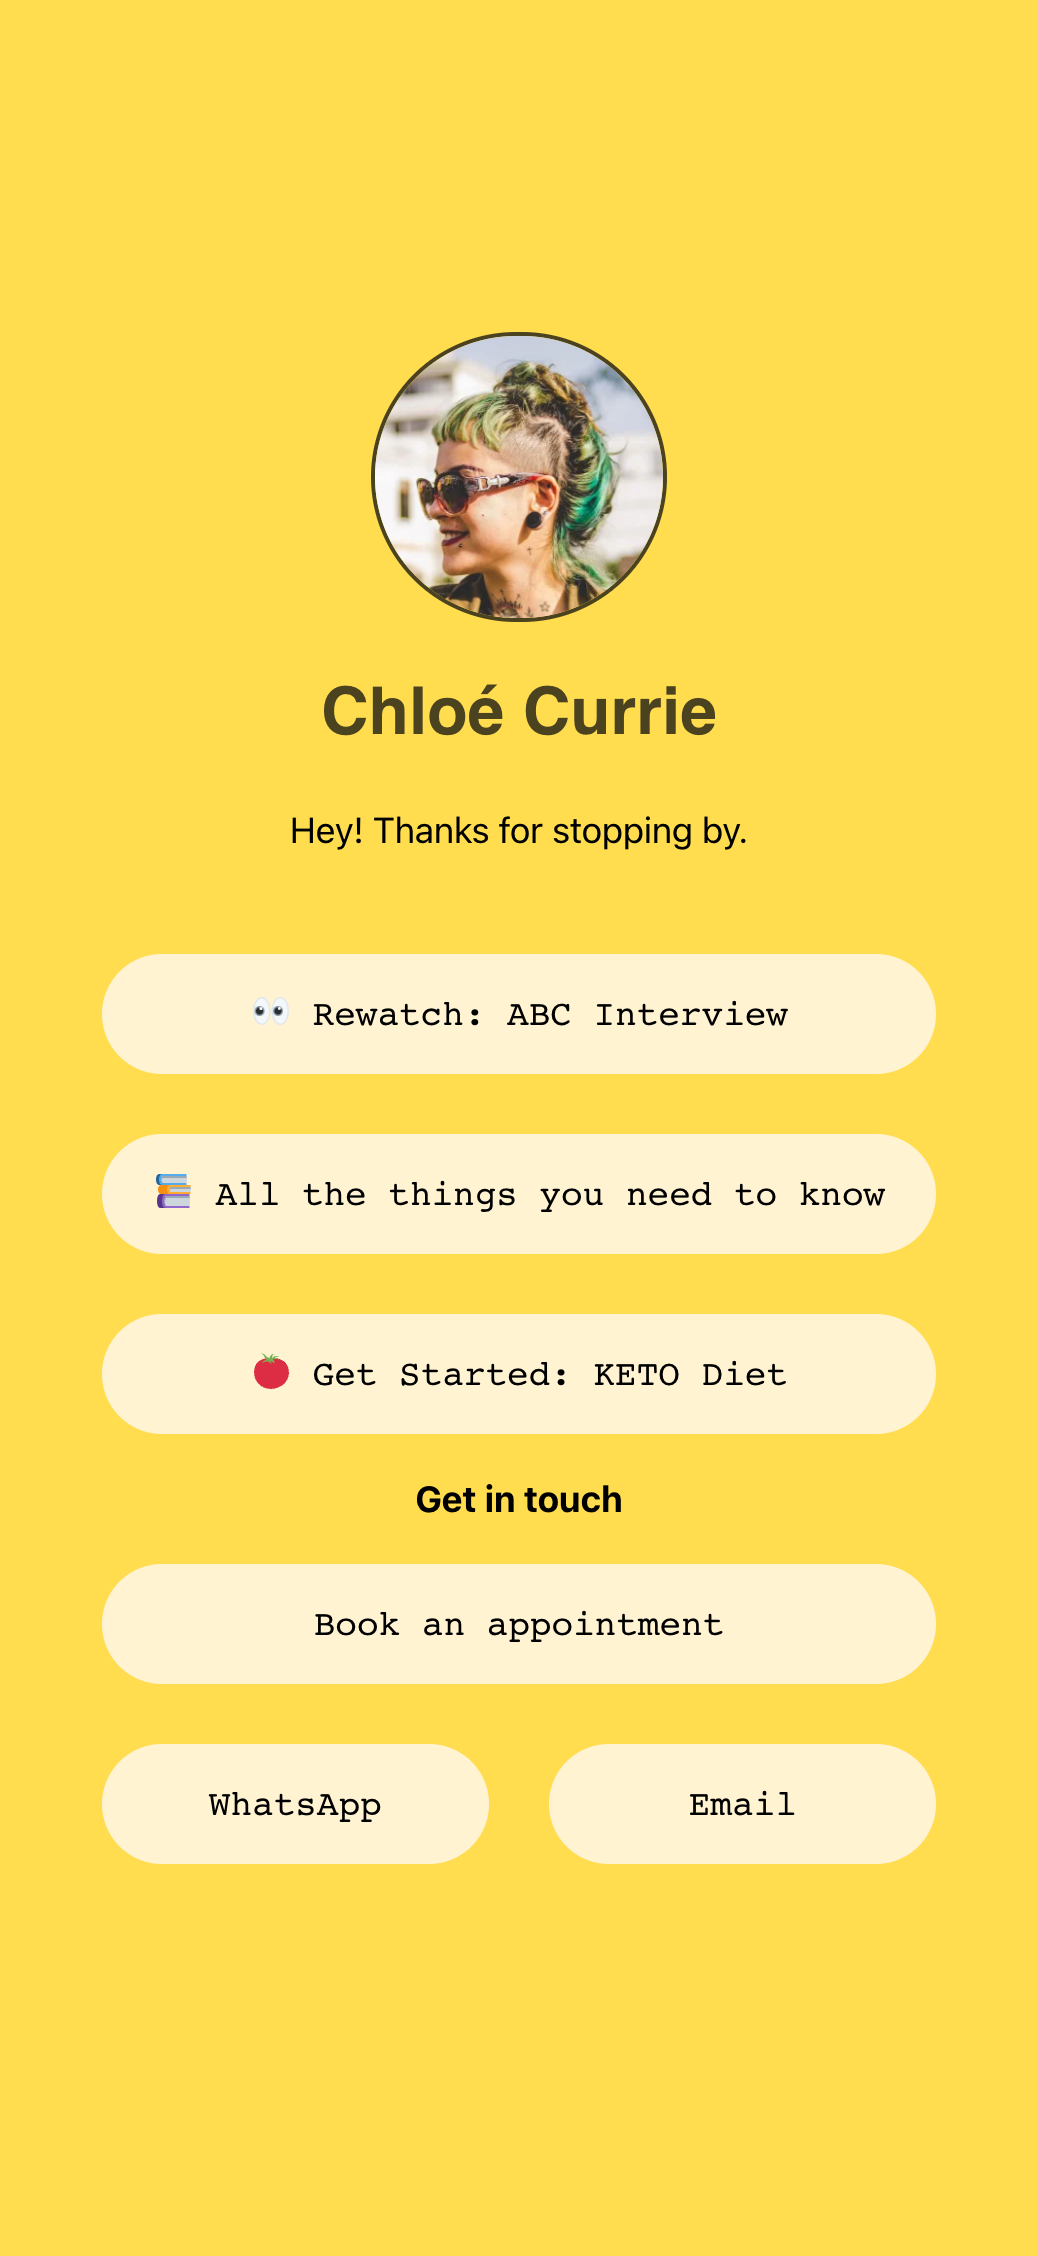 Chloé Currie
Hey! Thanks for stopping by.
👀 Rewatch: ABC Interview
📚 All the things you need to know
🍅 Get Started: KETO Diet
Get in touch
Book an appointment
WhatsApp
Email